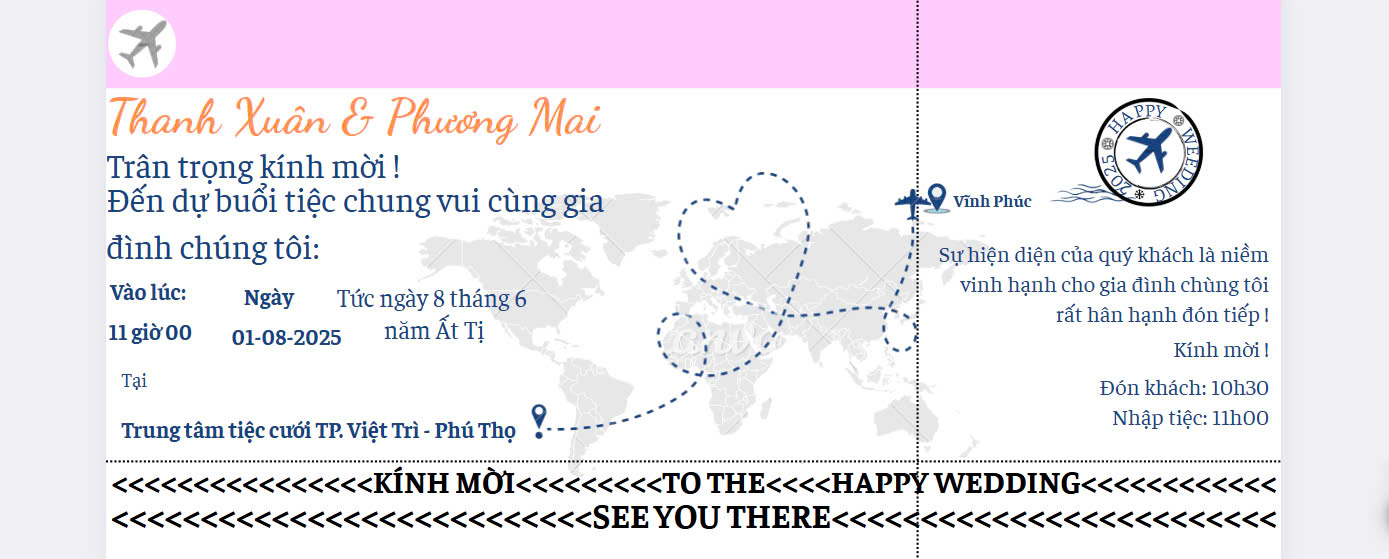 Thanh Xuân & Phương Mai
Trân trọng kính mời !
Đến dự buổi tiệc chung vui cùng gia
đình chúng tôi:
Vào lúc:
11 giờ 00
Ngày
01-08-2025
Tức ngày 8 tháng 6
năm Ất Tị
Tại
Trung tâm tiệc cưới TP. Việt Trì - Phú Thọ
Vĩnh Phúc
HAPPY WEEDING 2025
Sự hiện diện của quý khách là niềm
vinh hạnh cho gia đình chùng tôi
rất hân hạnh đón tiếp !
Kính mời !
Đón khách: 10h30
Nhập tiệc: 11h00
<<<<<<<<<<<<<<<<KÍNH MỜI<<<<<<<<<TO THE<<<<HAPPY WEDDING<<<<<<<<<<<<
<<<<<<<<<<<<<<<<<<<<<<<<<<<<<SEE YOU THERE<<<<<<<<<<<<<<<<<<<<<<<<<<<